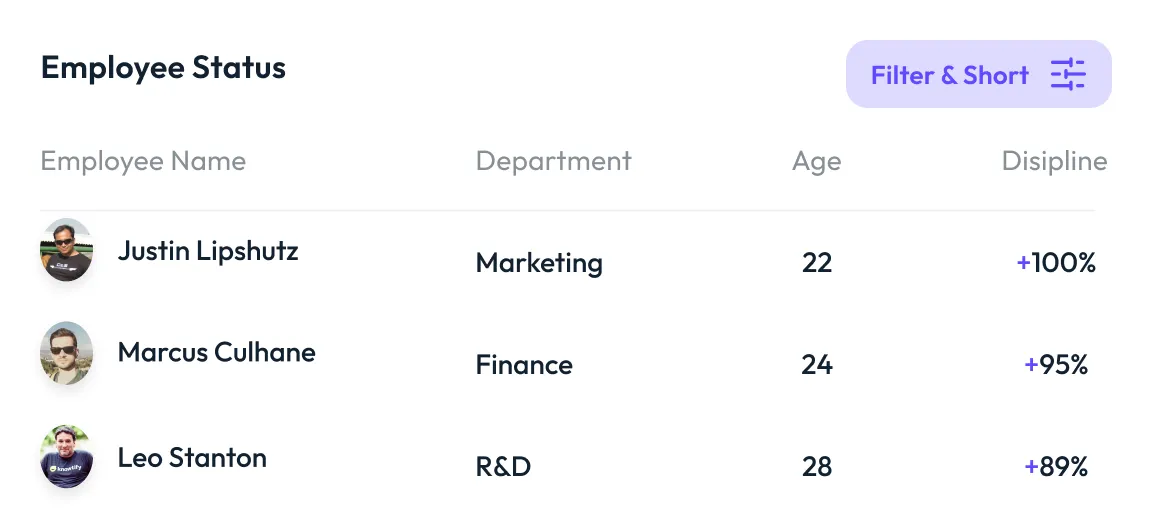 Employee Status
Filter & Short
Employee Name Department Age Disipline
Justin Lipshutz Marketing 22 +100%
Marcus Culhane Finance 24 +95%
Leo Stanton R&D 28 +89%
knowtify